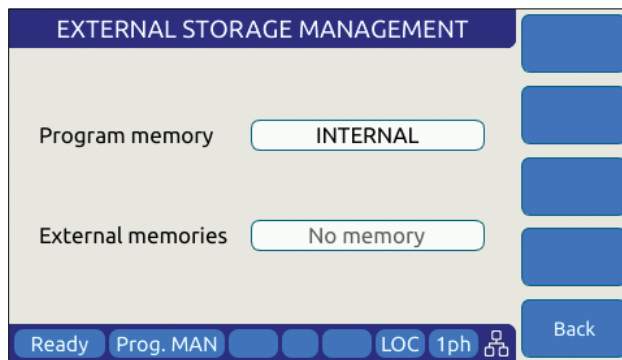 EXTERNAL STORAGE MANAGEMENT
Program memory INTERNAL
External memories No memory
Back
Ready Prog. MAN LOC 1ph